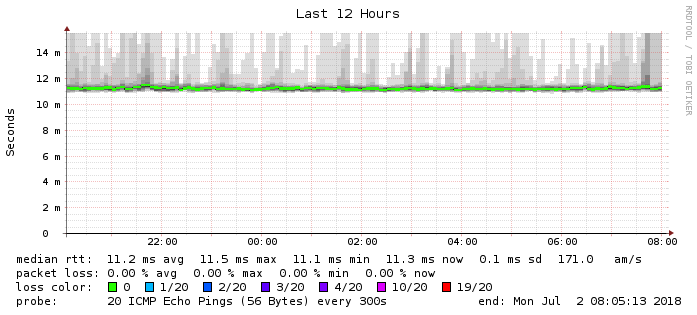 Last 12 Hours
RRDTOOL / TOBI OETIKER
Seconds
14 m
12 m
10 m
8 m
6 m
4 m
2 m
0
22:00 00:00 02:00 04:00 06:00 08:00
median rtt: 11.2 ms avg 11.5 ms max 11.1 ms min 11.3 ms now 0.1 ms sd 171.0 am/s
packet loss: 0.00 % avg 0.00 % max 0.00 % min 0.00 % now
loss color: 0 1/20 2/20 3/20 4/20 10/20 19/20
probe: 20 ICMP Echo Pings (56 Bytes) every 300s end: Mon Jul 2 08:05:13 2018